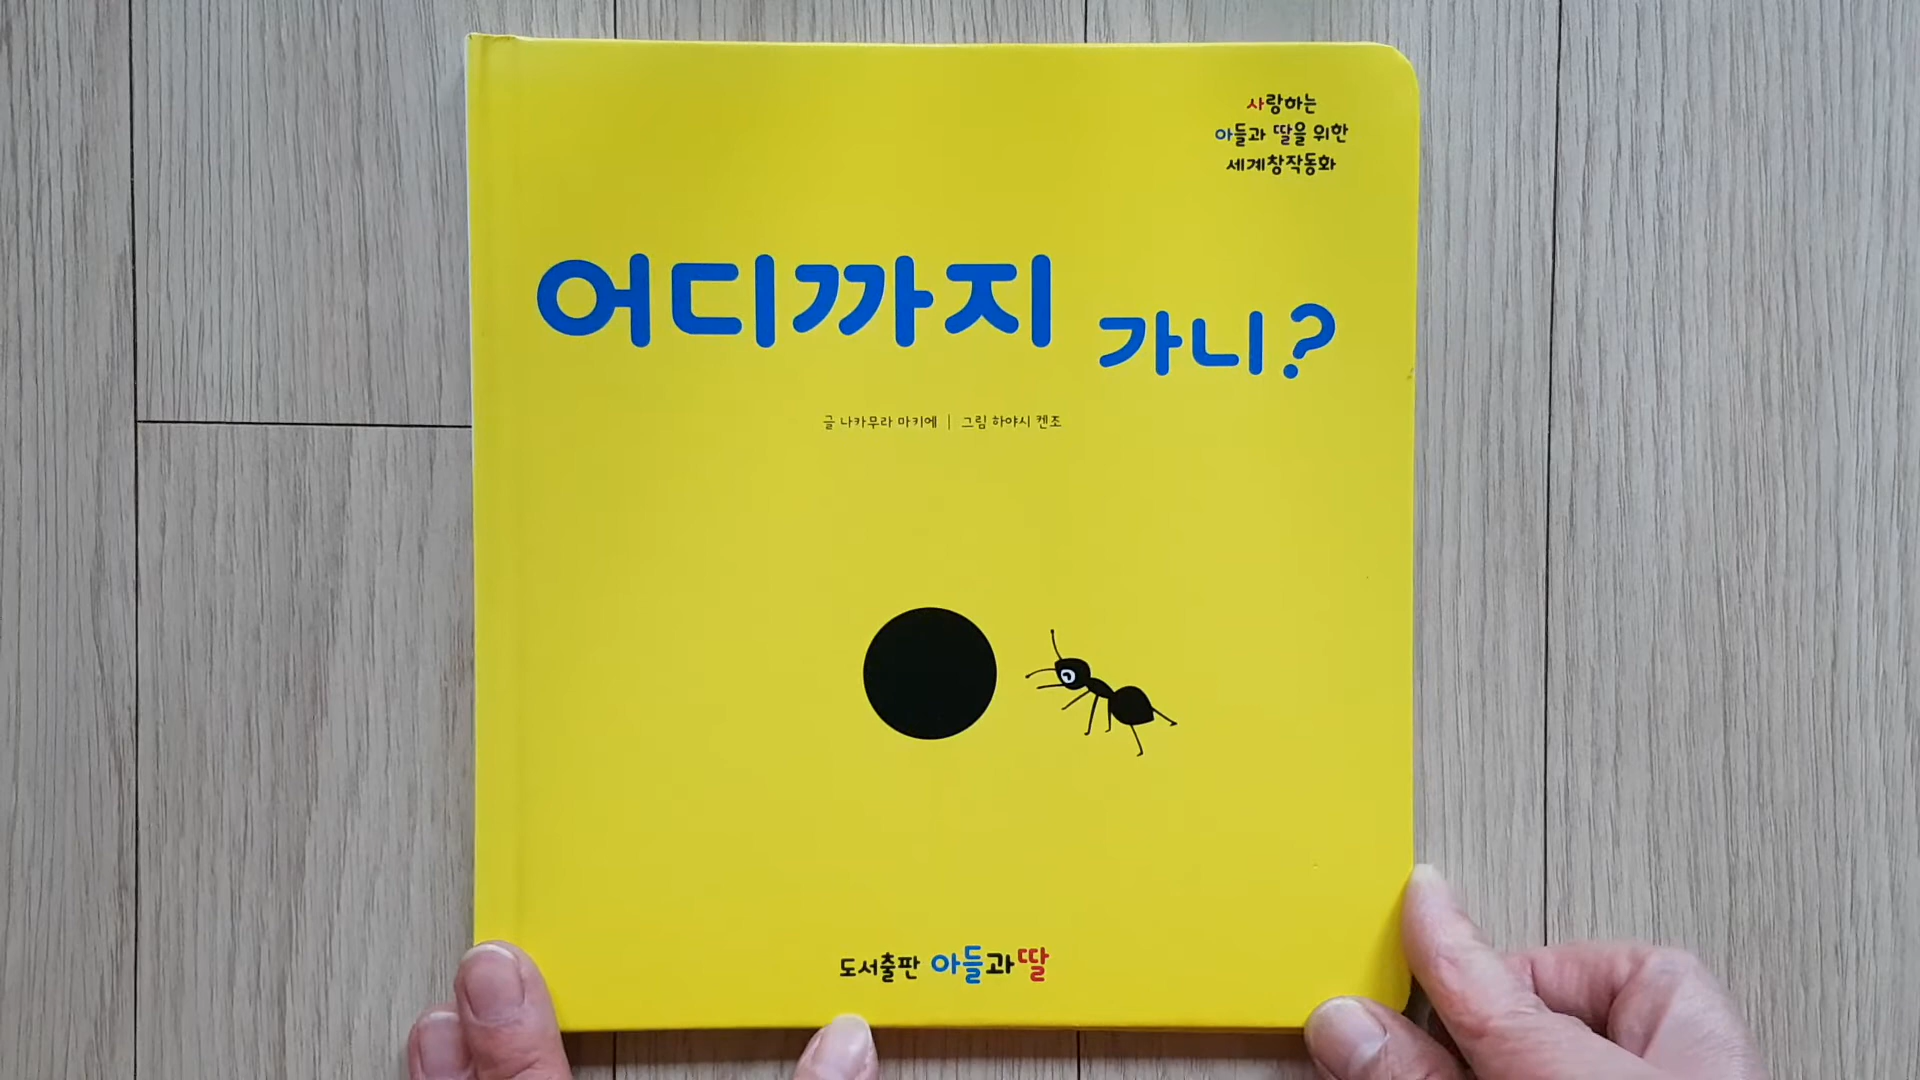 사랑하는
아들과 딸을 위한
세계창작동화
어디까지 가니?
글 나카무라 마키에 | 그림 하야시 켄조
도서출판 아들과딸